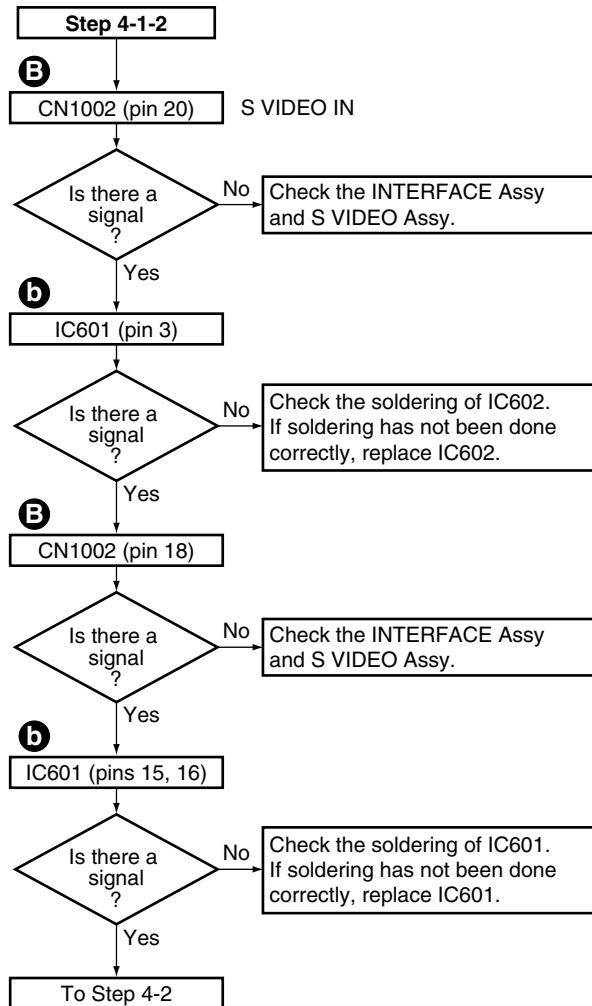 Step 4-1-2
B
CN1002 (pin 20) S VIDEO IN
Is there a
signal
?
No
Check the INTERFACE Assy
and S VIDEO Assy.
Yes
b
IC601 (pin 3)
Is there a
signal
?
No
Check the soldering of IC602.
If soldering has not been done
correctly, replace IC602.
Yes
B
CN1002 (pin 18)
Is there a
signal
?
No
Check the INTERFACE Assy
and S VIDEO Assy.
Yes
b
IC601 (pins 15, 16)
Is there a
signal
?
No
Check the soldering of IC601.
If soldering has not been done
correctly, replace IC601.
Yes
To Step 4-2